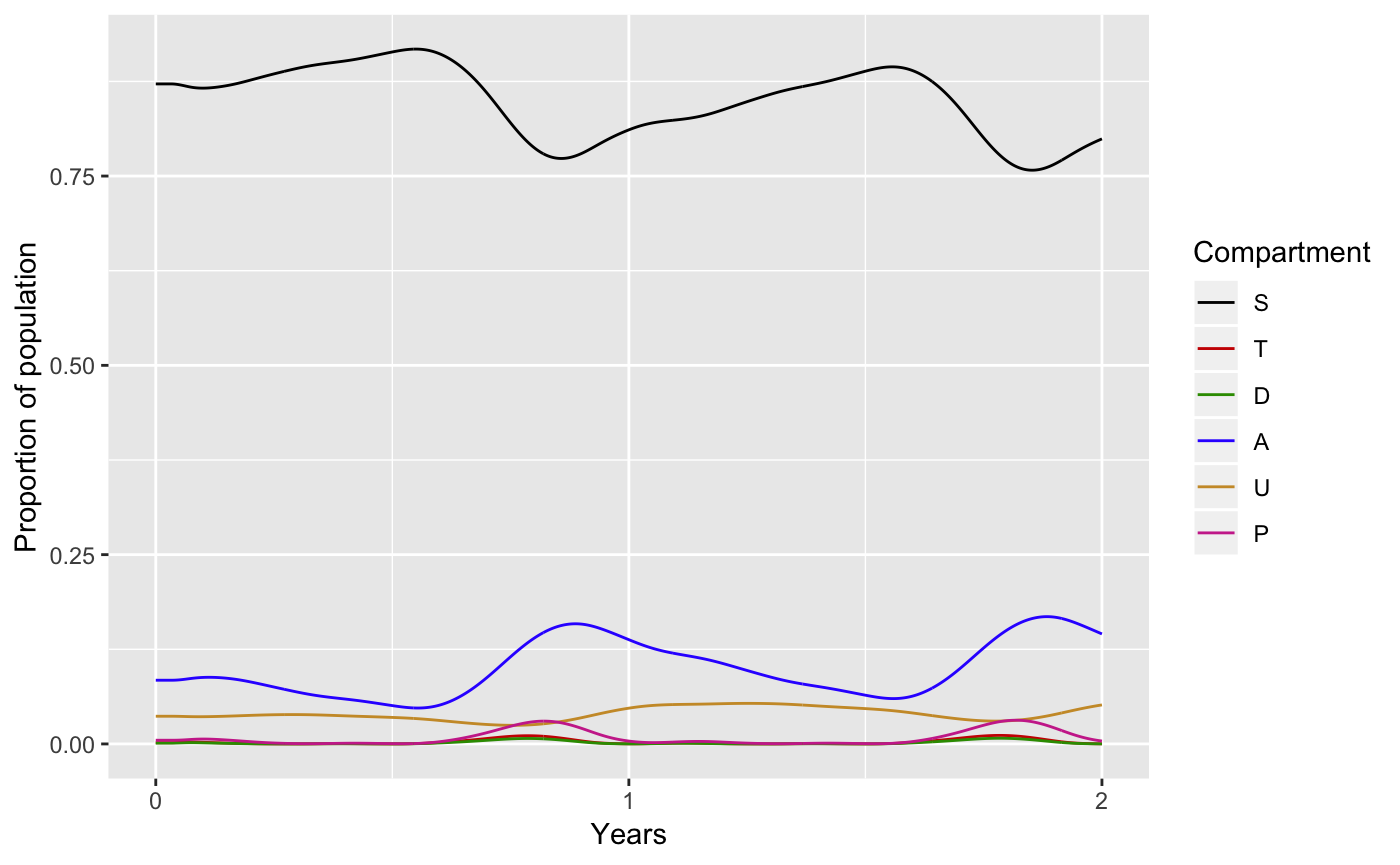 Proportion of population
0.75
0.50
0.25
0.00
0 1 2
Years
Compartment
S
T
D
A
U
P